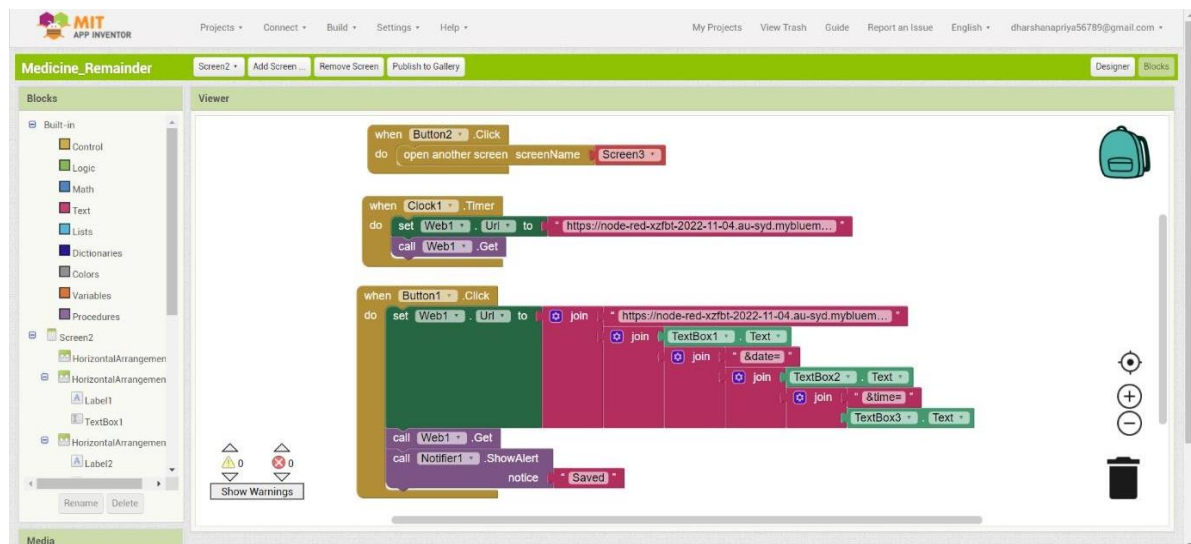 MIT
APP INVENTOR
Projects Connect Build Settings Help My Projects View Trash Guide Report an Issue English dharshanapriya56789@gmail.com
Medicine_Remainder Screen2 Add Screen ... Remove Screen Publish to Gallery Designer Blocks
Blocks
Viewer
Built-in
Control
Logic
Math
Text
Lists
Dictionaries
Colors
Variables
Procedures
Screen2
HorizontalArrangemen
HorizontalArrangemen
Label1
TextBox1
HorizontalArrangemen
Label2
Rename Delete
Media
when Button2 .Click
do open another screen screenName Screen3
when Clock1 .Timer
do set Web1 . Url to " https://node-red-xzfbt-2022-11-04.au-syd.mybluem... "
call Web1 .Get
when Button1 .Click
do set Web1 . Url to join " https://node-red-xzfbt-2022-11-04.au-syd.mybluem... "
join TextBox1 . Text
join " &date= "
join TextBox2 . Text
join " &time= "
TextBox3 . Text
call Web1 .Get
call Notifier1 .ShowAlert
notice " Saved "
0 0
Show Warnings